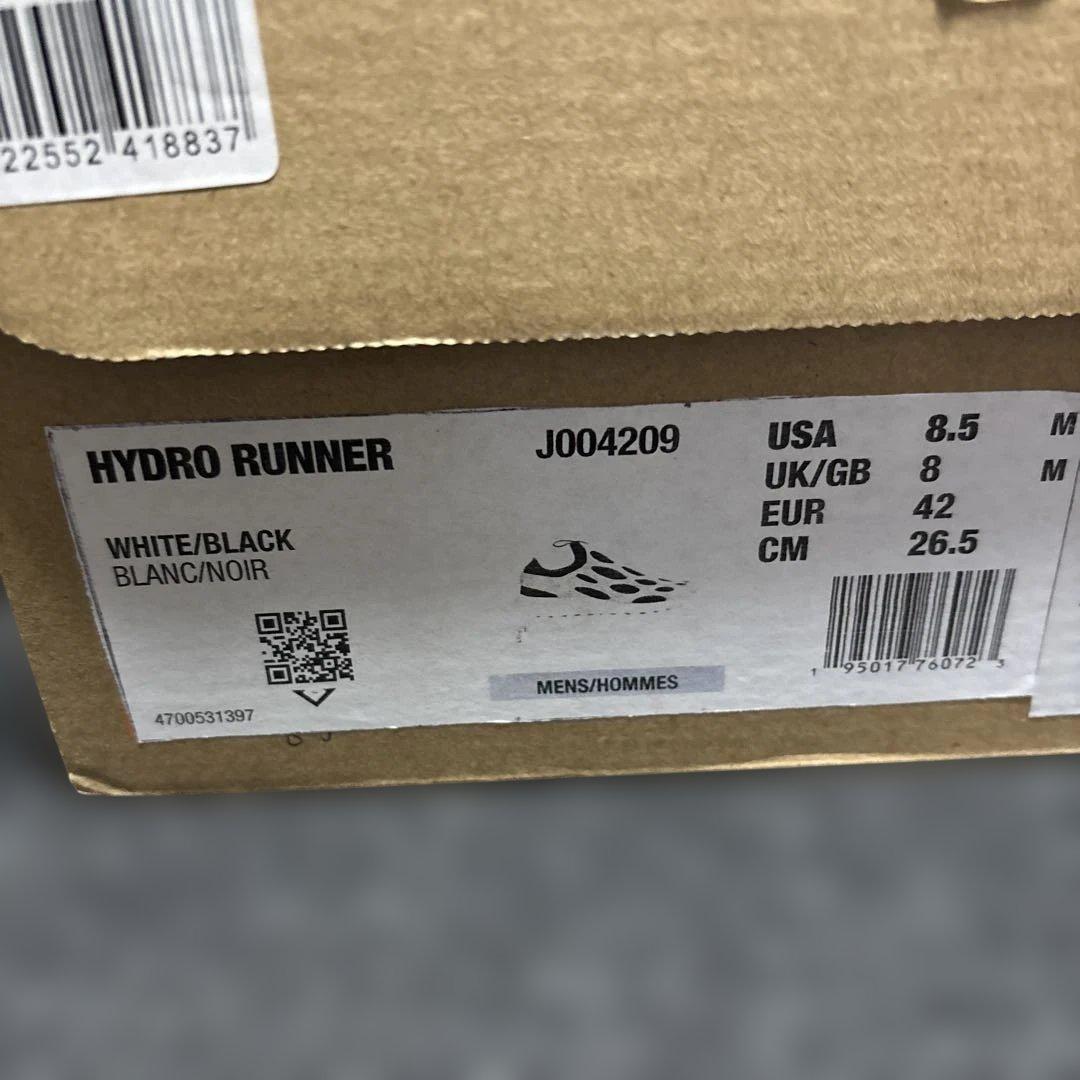 22552 418837
HYDRO RUNNER
J004209
WHITE/BLACK
BLANC/NOIR
4700531397
MENS/HOMMES
USA 8.5 M
UK/GB 8 M
EUR 42
CM 26.5
1 95017 76072 3